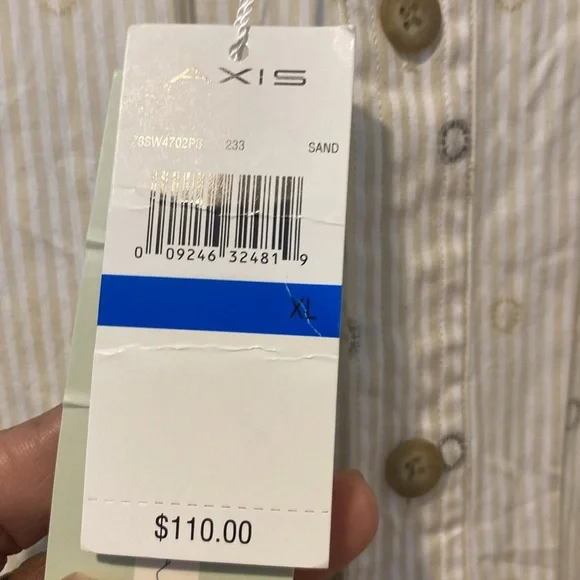 AXIS
78SW4702PS 233 SAND
0 09246 32481 9
XL
$110.00